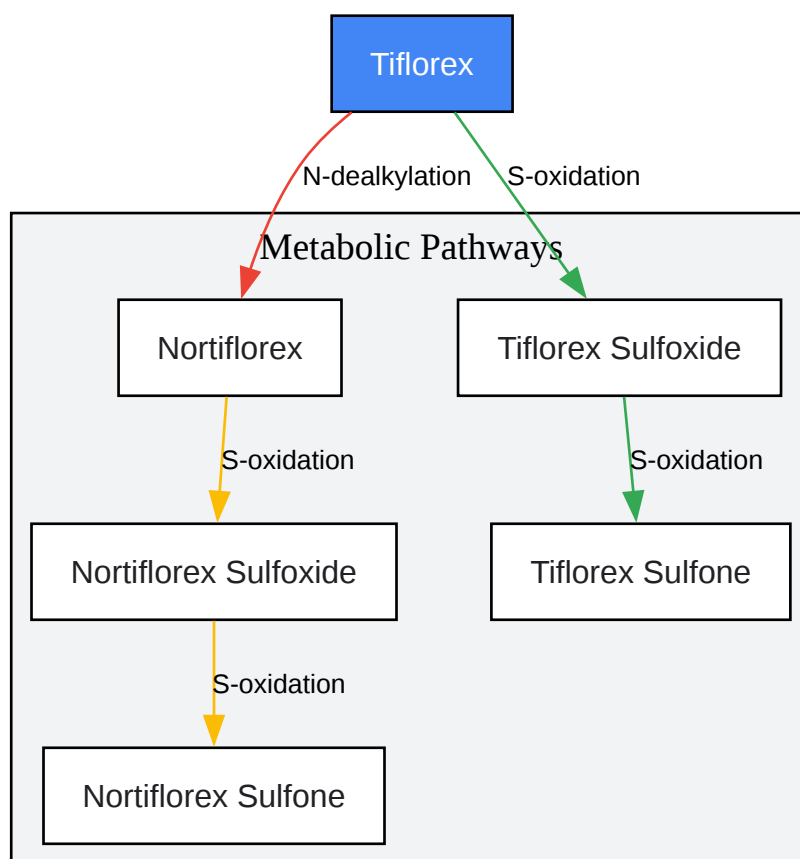 Tiflorex
N-dealkylation
S-oxidation
Metabolic Pathways
Nortiflorex
Tiflorex Sulfoxide
S-oxidation
S-oxidation
Nortiflorex Sulfoxide
Tiflorex Sulfone
S-oxidation
Nortiflorex Sulfone